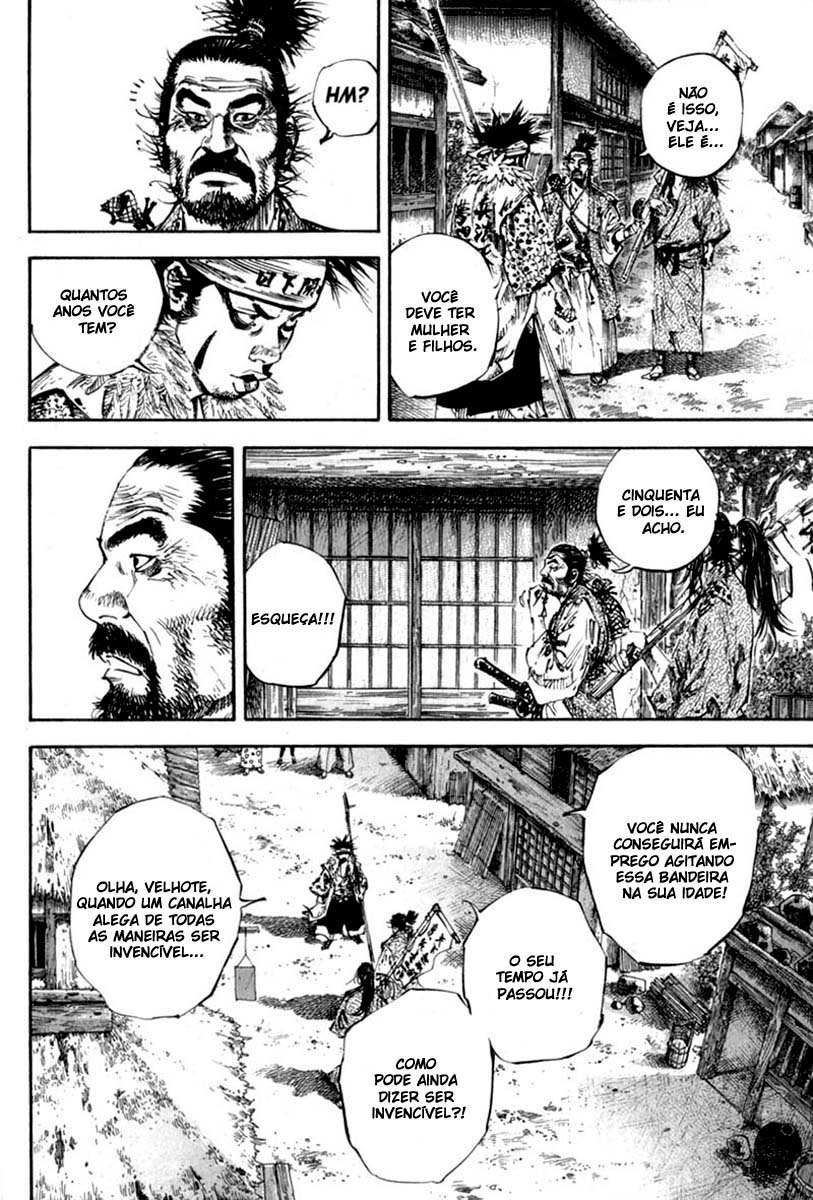 NÃO
É ISSO,
VEJA...
ELE É...
VOCÊ
DEVE TER
MULHER
E FILHOS.
HM?
QUANTOS
ANOS VOCÊ
TEM?
CINQUENTA
E DOIS... EU
ACHO.
ESQUEÇA!!!
VOCÊ NUNCA
CONSEGUIRÁ EM-
PREGO AGITANDO
ESSA BANDEIRA
NA SUA IDADE!
O SEU
TEMPO JÁ
PASSOU!!!
OLHA, VELHOTE,
QUANDO UM CANALHA
ALEGA DE TODAS
AS MANEIRAS SER
INVENCÍVEL...
COMO
PODE AINDA
DIZER SER
INVENCÍVEL?!